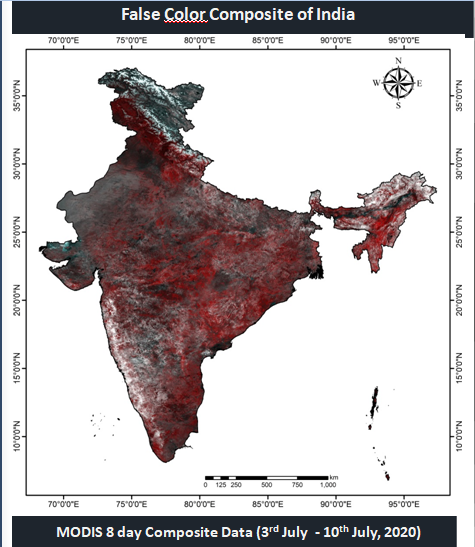 False Color Composite of India
70°0'0"E 75°0'0"E 80°0'0"E 85°0'0"E 90°0'0"E 95°0'0"E
N
W E
S
35°0'0"N 35°0'0"N
30°0'0"N 30°0'0"N
25°0'0"N 25°0'0"N
20°0'0"N 20°0'0"N
15°0'0"N 15°0'0"N
10°0'0"N 10°0'0"N
km
0 125 250 500 750 1,000
70°0'0"E 75°0'0"E 80°0'0"E 85°0'0"E 90°0'0"E 95°0'0"E
MODIS 8 day Composite Data (3rd July - 10th July, 2020)